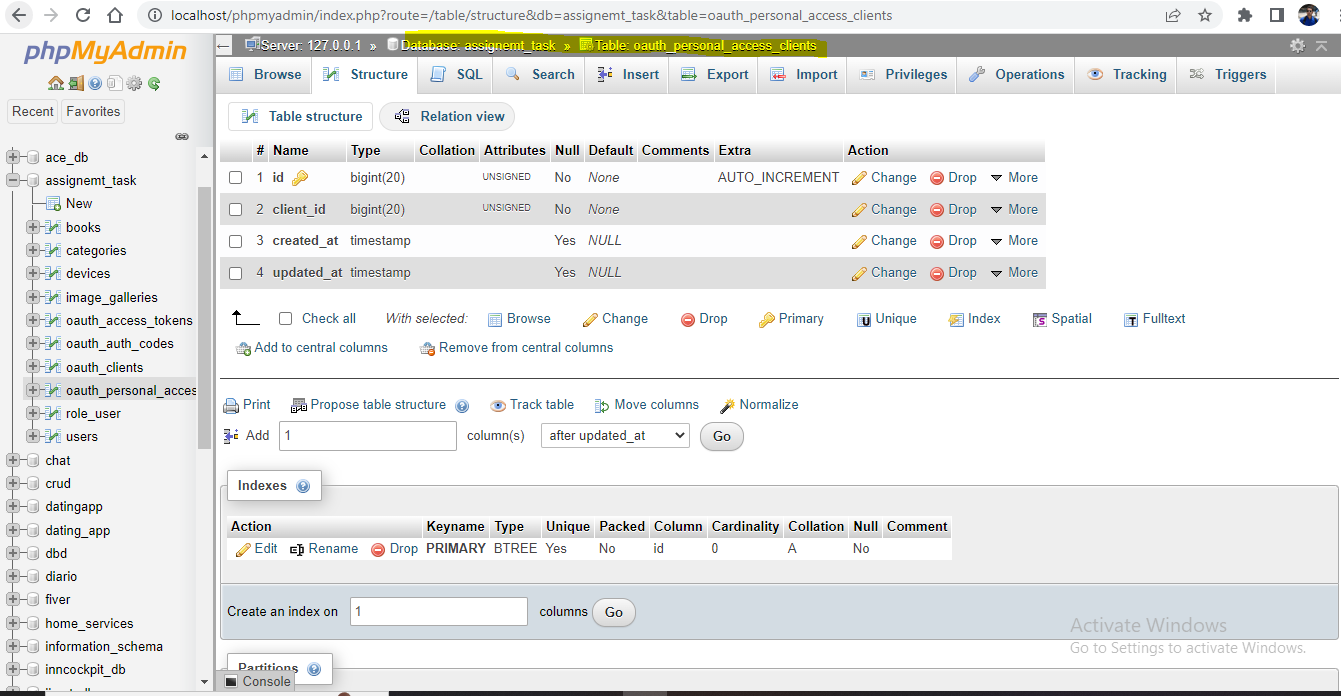 localhost/phpmyadmin/index.php?route=/table/structure&db=assignemt_task&table=oauth_personal_access_clients
phpMyAdmin
Recent Favorites
ace_db
assignemt_task
New
books
categories
devices
image_galleries
oauth_access_tokens
oauth_auth_codes
oauth_clients
oauth_personal_acces
role_user
users
chat
crud
datingapp
dating_app
dbd
diario
fiver
home_services
information_schema
inncockpit_db
Server: 127.0.0.1 » Database: assignemt_task » Table: oauth_personal_access_clients
Browse Structure SQL Search Insert Export Import Privileges Operations Tracking Triggers
Table structure Relation view
# Name Type Collation Attributes Null Default Comments Extra Action
1 id bigint(20) UNSIGNED No None AUTO_INCREMENT Change Drop More
2 client_id bigint(20) UNSIGNED No None Change Drop More
3 created_at timestamp Yes NULL Change Drop More
4 updated_at timestamp Yes NULL Change Drop More
Check all With selected: Browse Change Drop Primary Unique Index Spatial Fulltext
Add to central columns Remove from central columns
Print Propose table structure Track table Move columns Normalize
Add 1 column(s) after updated_at Go
Indexes
Action Keyname Type Unique Packed Column Cardinality Collation Null Comment
Edit Rename Drop PRIMARY BTREE Yes No id 0 A No
Create an index on 1 columns Go
Activate Windows
Go to Settings to activate Windows.
Partitions
Console